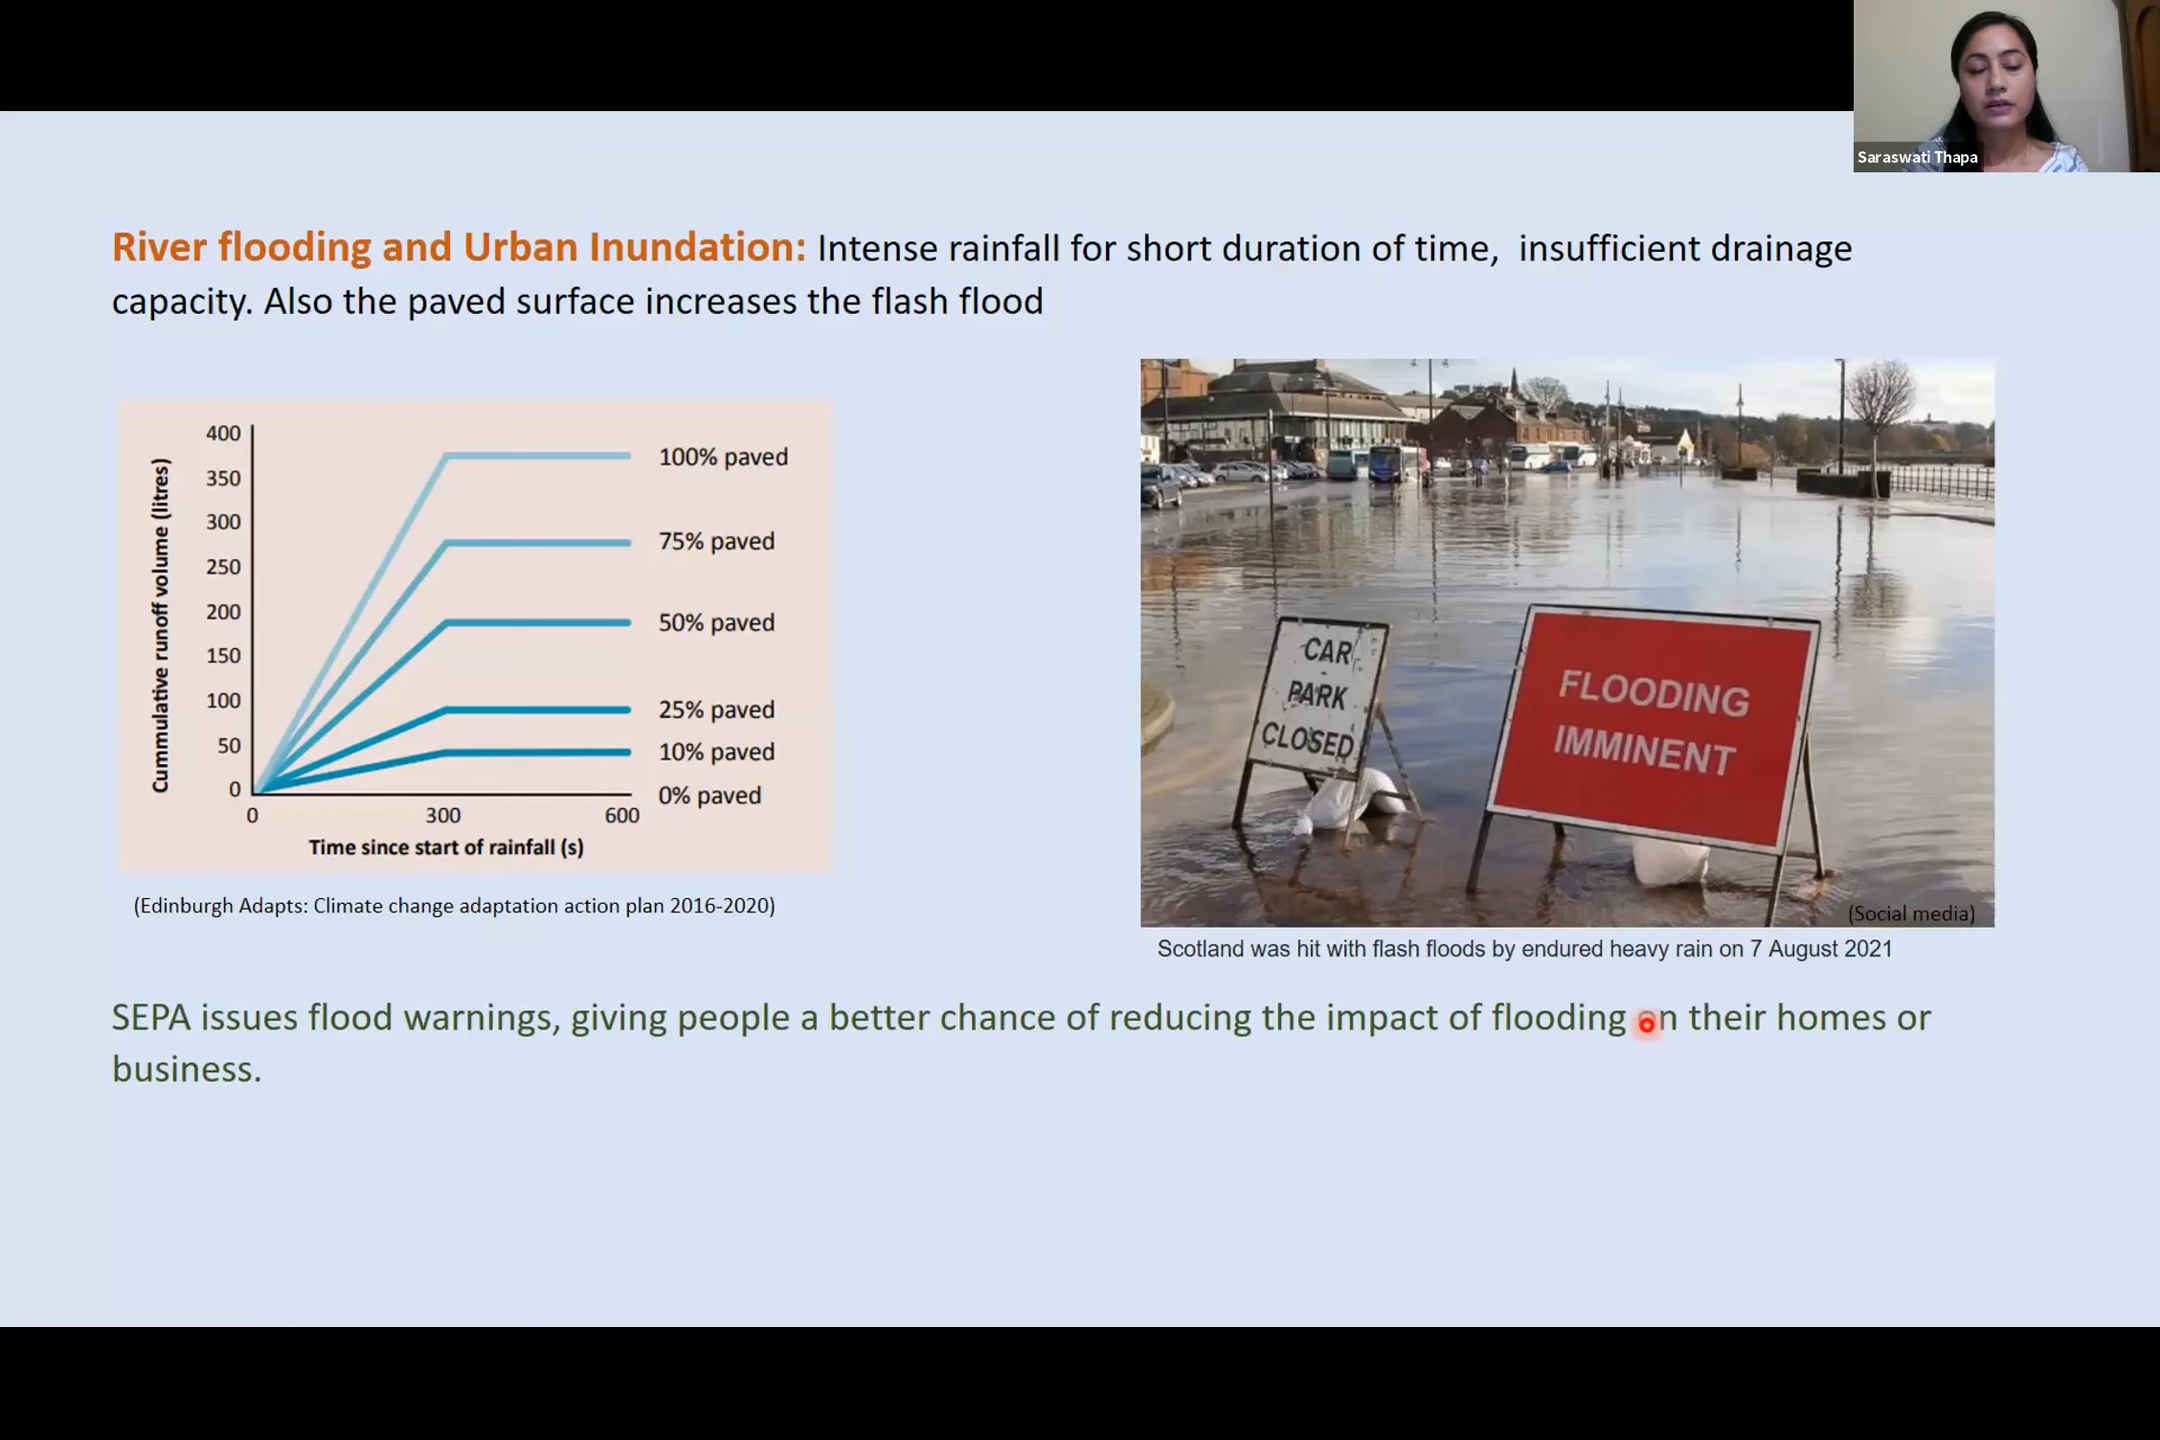 Saraswati Thapa
River flooding and Urban Inundation: Intense rainfall for short duration of time,  insufficient drainage
capacity. Also the paved surface increases the flash flood
Cummulative runoff volume (litres)
400
350
300
250
200
150
100
50
0
0
300
600
Time since start of rainfall (s)
100% paved
75% paved
50% paved
25% paved
10% paved
0% paved
(Edinburgh Adapts: Climate change adaptation action plan 2016-2020)
CAR
PARK
CLOSED
FLOODING
IMMINENT
(Social media)
Scotland was hit with flash floods by endured heavy rain on 7 August 2021
SEPA issues flood warnings, giving people a better chance of reducing the impact of flooding on their homes or
business.